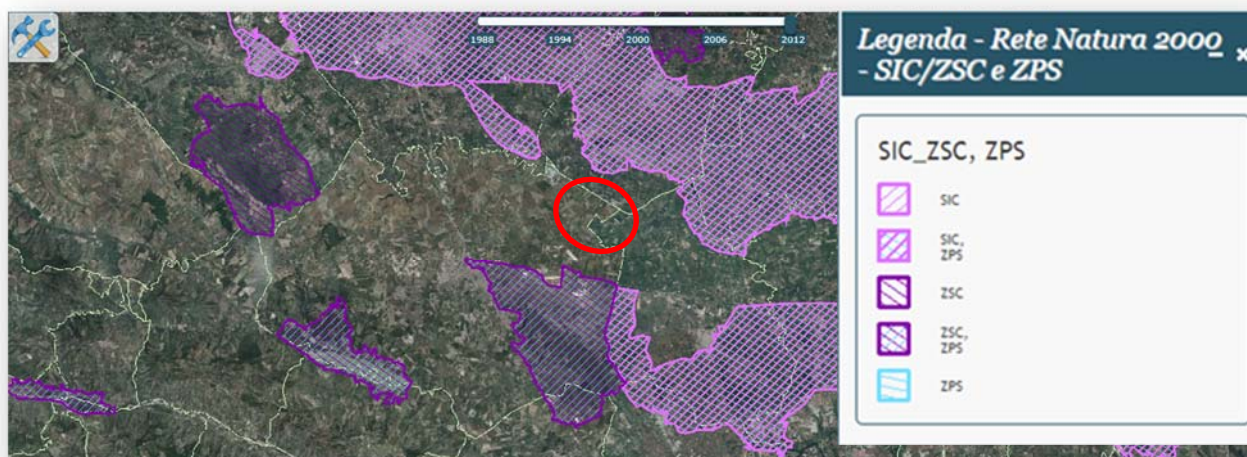 1988 1994 2000 2006 2012
Legenda - Rete Natura 2000
- SIC/ZSC e ZPS
SIC_ZSC, ZPS
SIC
SIC,
ZPS
ZSC
ZSC,
ZPS
ZPS